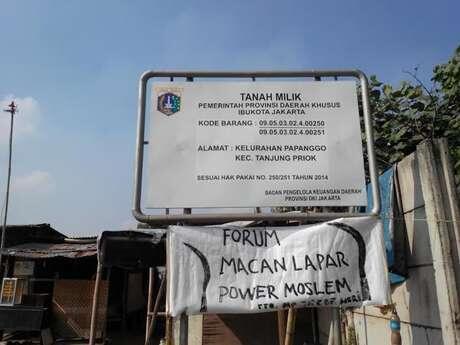 TANAH MILIK
PEMERINTAH PROVINSI DAERAH KHUSUS
IBUKOTA JAKARTA
KODE BARANG : 09.05.03.02.4.00250
09.05.03.02.4.00251
ALAMAT : KELURAHAN PAPANGGO
KEC. TANJUNG PRIOK
SESUAI HAK PAKAI NO. 250/251 TAHUN 2014
BADAN PENGELOLA KEUANGAN DAERAH
PROVINSI DKI JAKARTA
FORUM
MACAN LAPAR
POWER MOSLEM